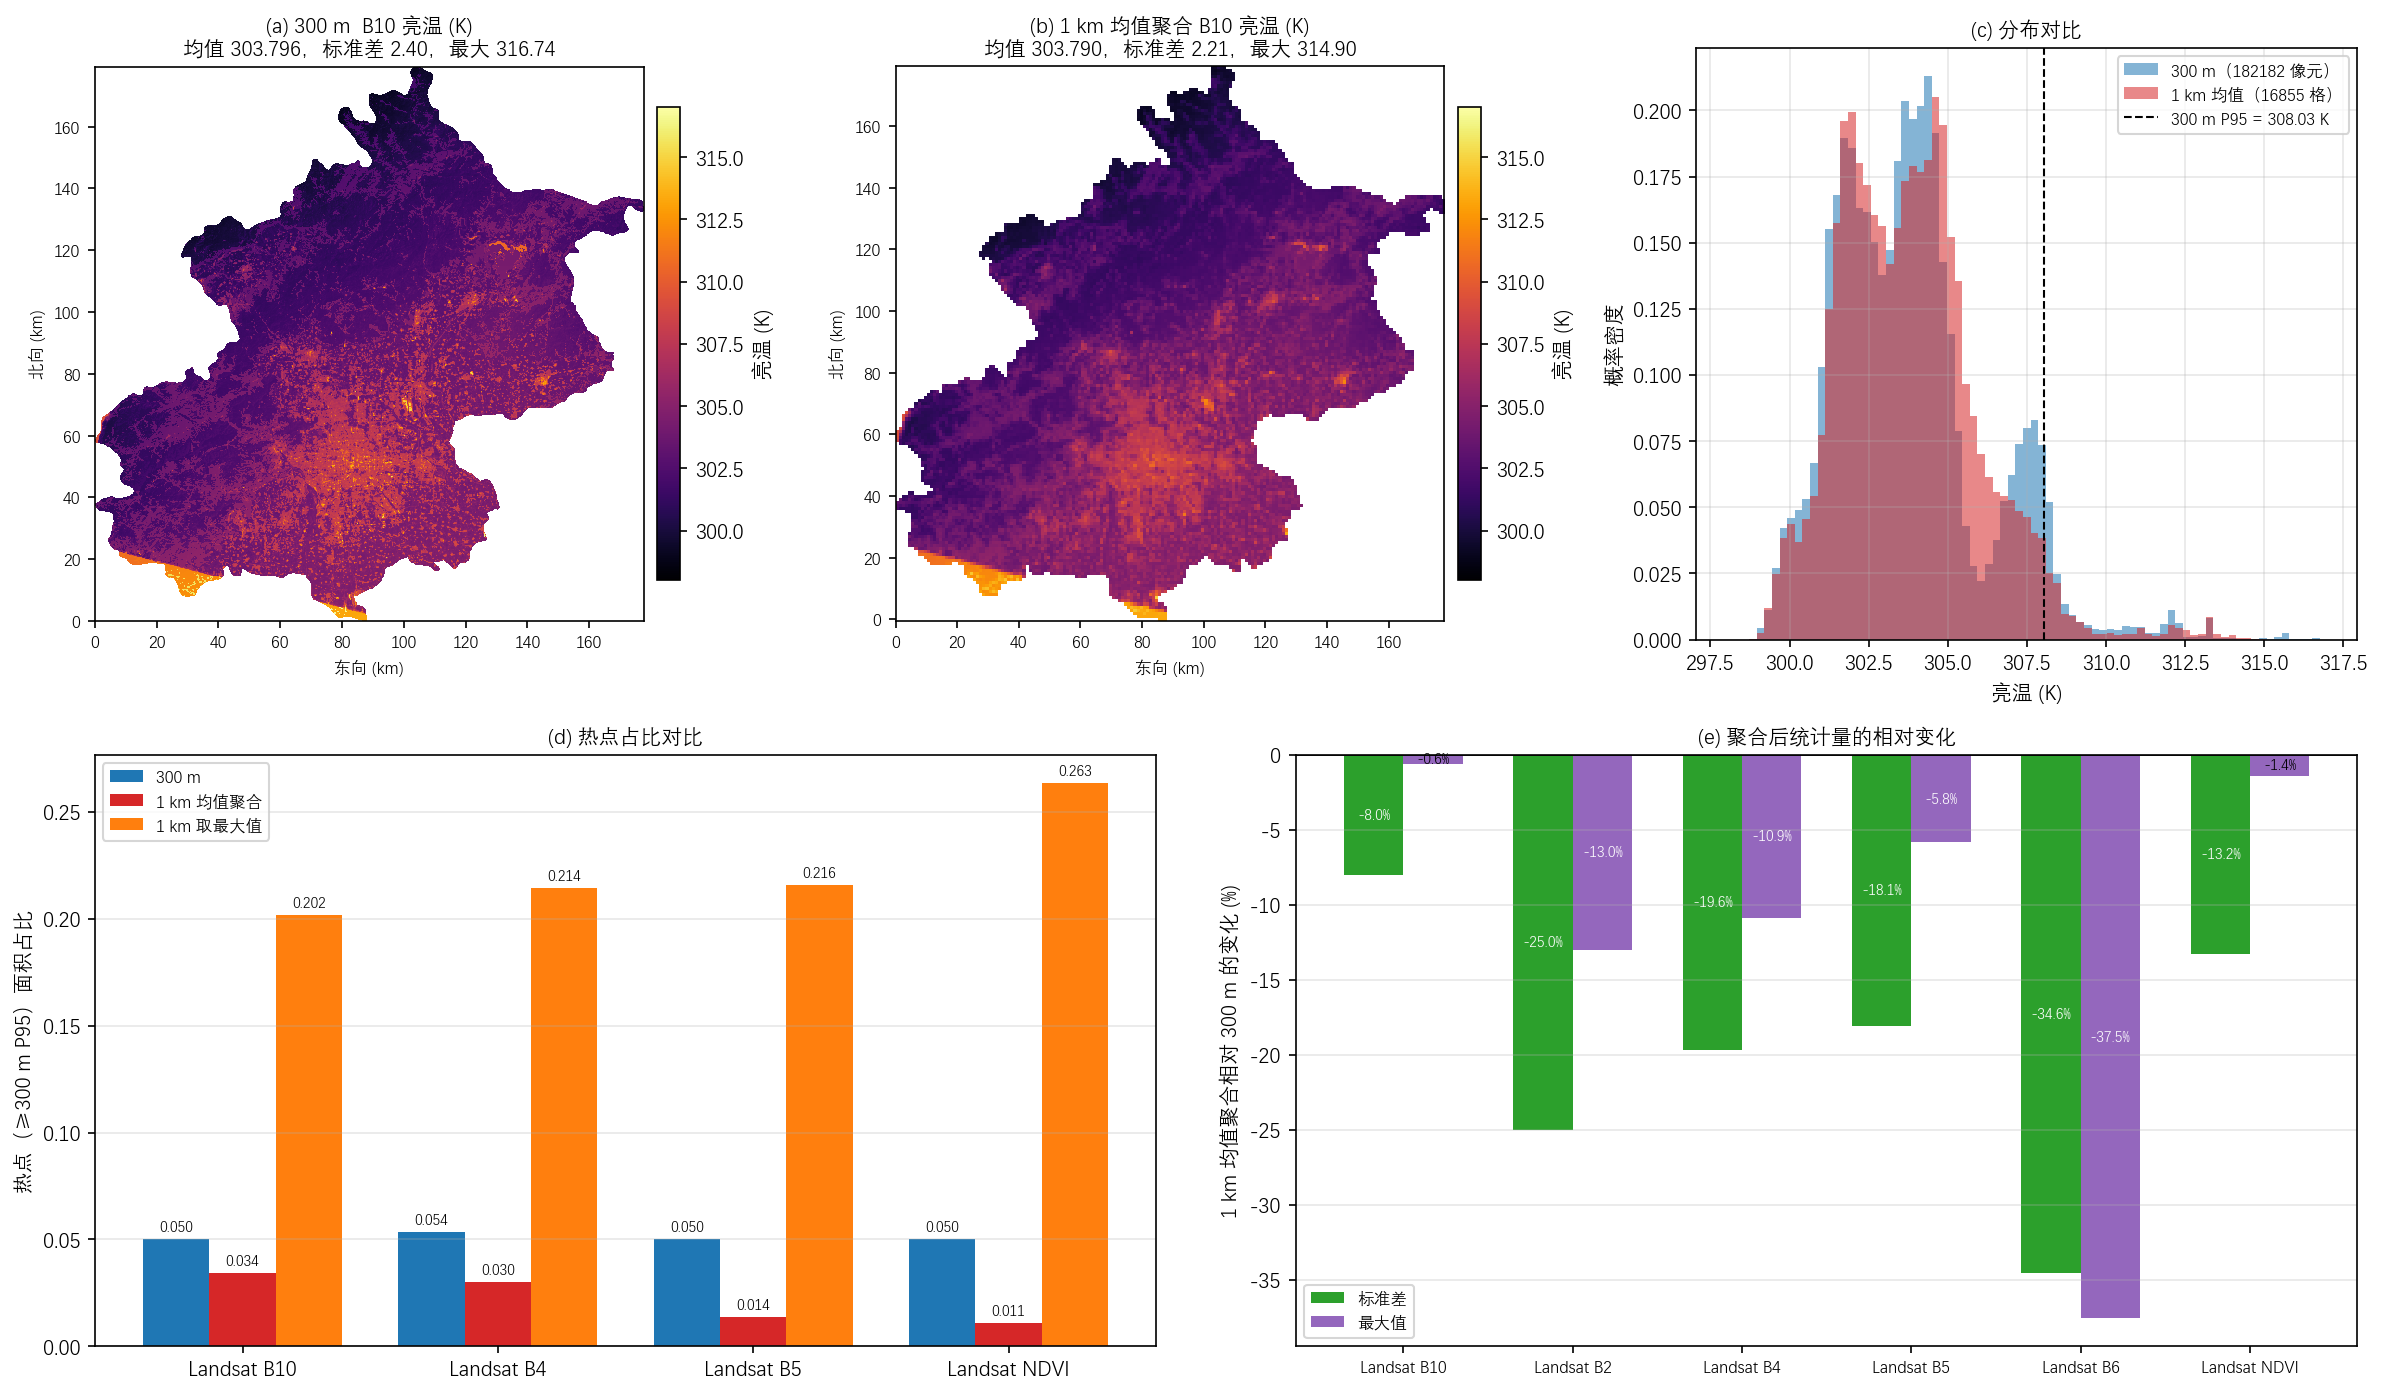 (a) 300 m  B10 亮温 (K)
均值 303.796，标准差 2.40，最大 316.74
160
140
120
100
80
60
40
20
0
北向 (km)
0 20 40 60 80 100 120 140 160
东向 (km)
315.0
312.5
310.0
307.5
305.0
302.5
300.0
亮温 (K)
(b) 1 km 均值聚合 B10 亮温 (K)
均值 303.790，标准差 2.21，最大 314.90
160
140
120
100
80
60
40
20
0
北向 (km)
0 20 40 60 80 100 120 140 160
东向 (km)
315.0
312.5
310.0
307.5
305.0
302.5
300.0
亮温 (K)
(c) 分布对比
300 m（182182 像元）
1 km 均值（16855 格）
300 m P95 = 308.03 K
0.200
0.175
0.150
0.125
0.100
0.075
0.050
0.025
0.000
概率密度
297.5 300.0 302.5 305.0 307.5 310.0 312.5 315.0 317.5
亮温 (K)
(d) 热点占比对比
300 m
1 km 均值聚合
1 km 取最大值
0.25
0.20
0.15
0.10
0.05
0.00
热点（≥300 m P95）面积占比
0.050 0.034 0.202
0.054 0.030 0.214
0.050 0.014 0.216
0.050 0.011 0.263
Landsat B10 Landsat B4 Landsat B5 Landsat NDVI
(e) 聚合后统计量的相对变化
0
-5
-10
-15
-20
-25
-30
-35
1 km 均值聚合相对 300 m 的变化 (%)
-8.0% -0.6%
-25.0% -13.0%
-19.6% -10.9%
-18.1% -5.8%
-34.6% -37.5%
-13.2% -1.4%
标准差
最大值
Landsat B10 Landsat B2 Landsat B4 Landsat B5 Landsat B6 Landsat NDVI